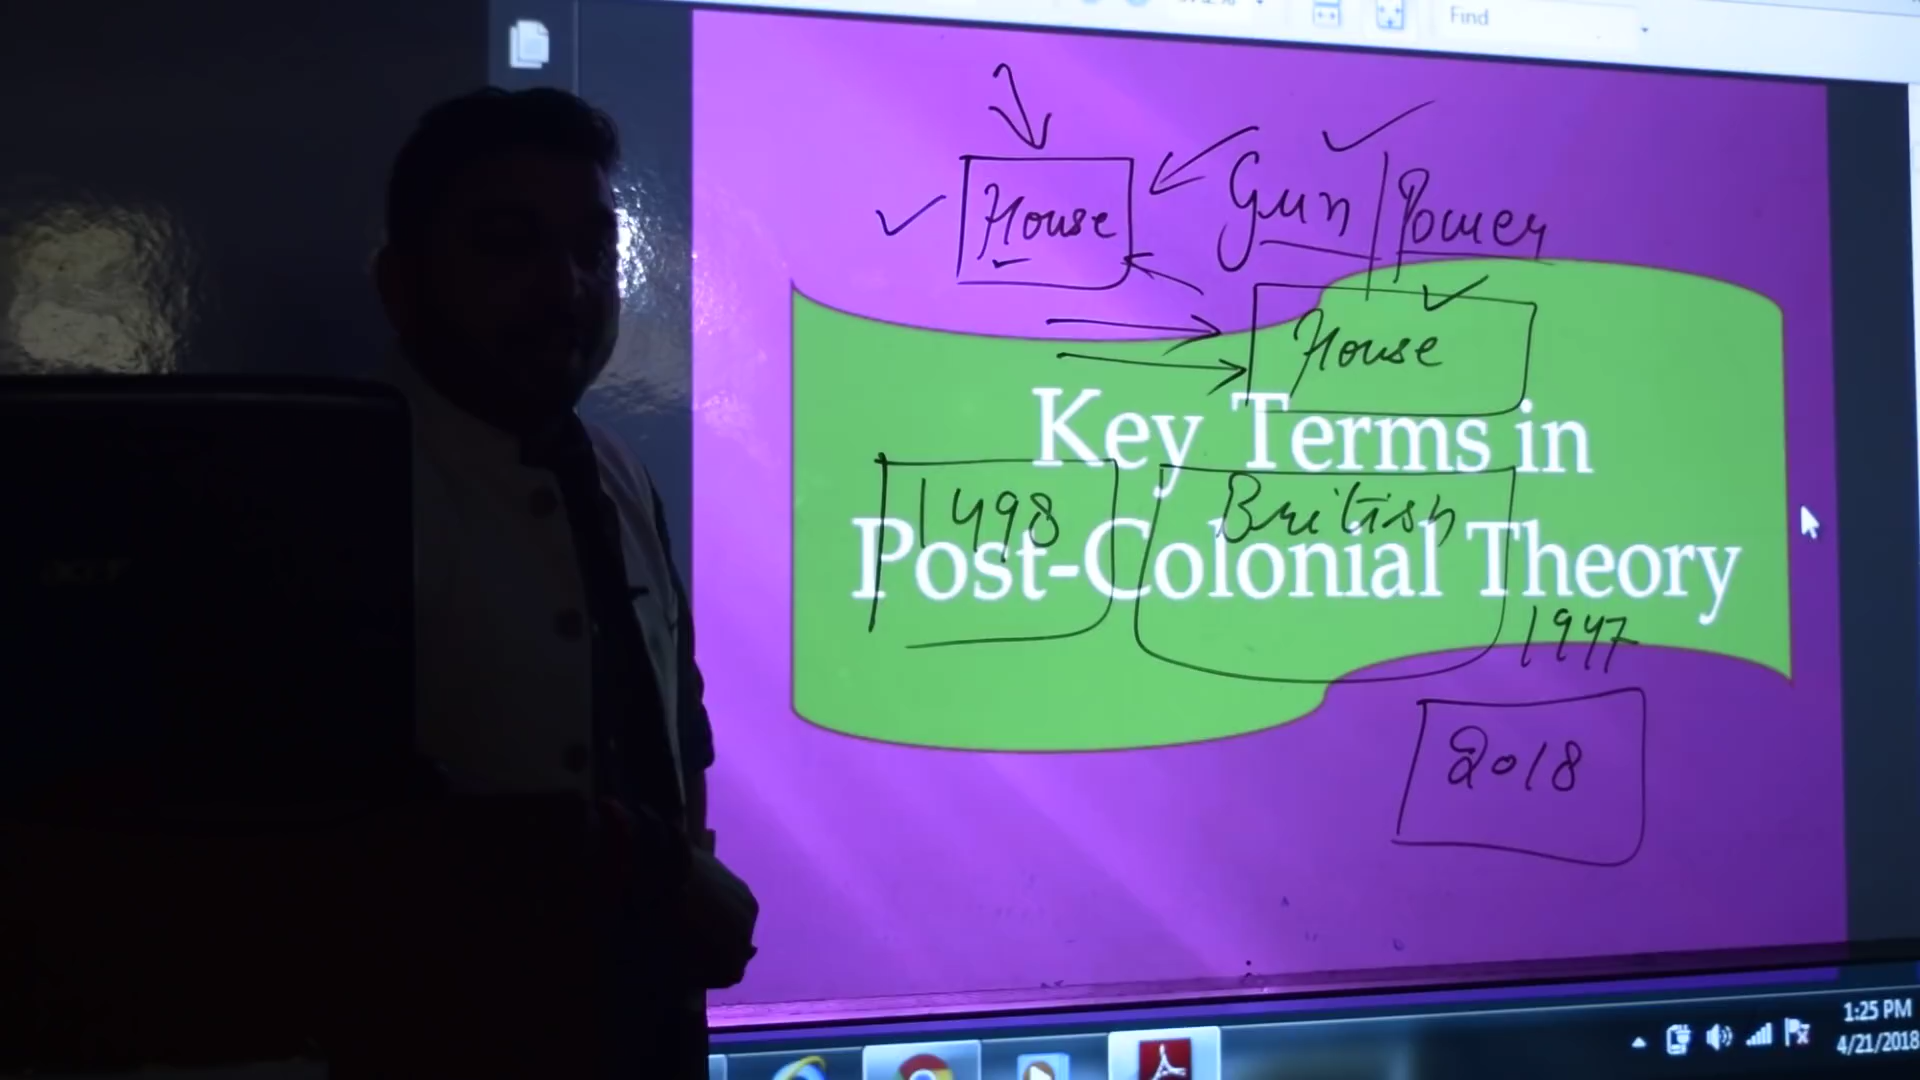 Find
House
Gun | Power
House
Key Terms in
1498
British
Post-Colonial Theory
1947
2018
1:25 PM
4/21/2018